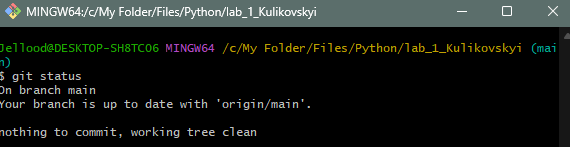 MINGW64:/c/My Folder/Files/Python/lab_1_Kulikovskyi
Jellood@DESKTOP-SH8TCO6 MINGW64 /c/My Folder/Files/Python/lab_1_Kulikovskyi (mai
n)
$ git status
On branch main
Your branch is up to date with 'origin/main'.
nothing to commit, working tree clean